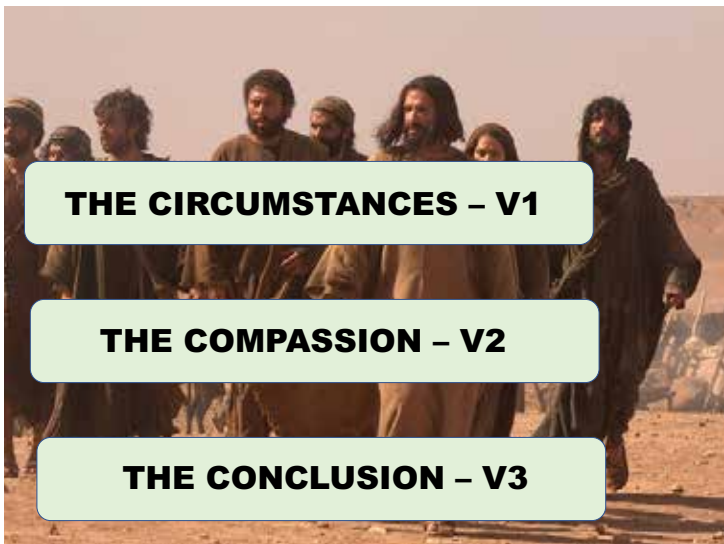 THE CIRCUMSTANCES – V1
THE COMPASSION – V2
THE CONCLUSION – V3